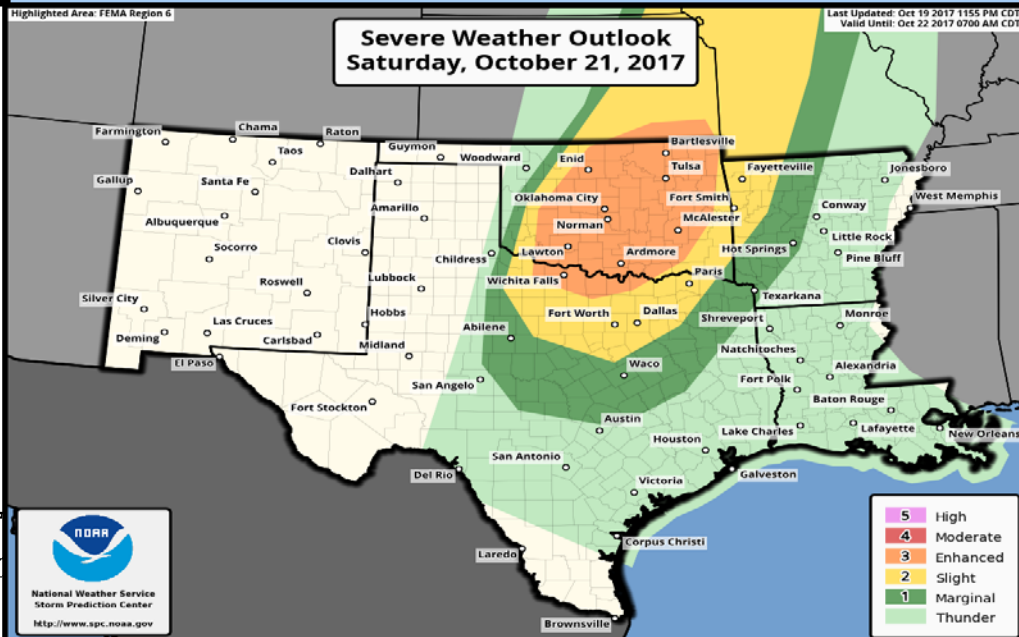 Highlighted Area: FEMA Region 6
Last Updated: Oct 19 2017 1155 PM CDT
Valid Until: Oct 22 2017 0700 AM CDT
Severe Weather Outlook
Saturday, October 21, 2017
Farmington
Chama
Raton
Taos
Guymon
Woodward
Enid
Bartlesville
Dalhart
Tulsa
Fayetteville
Jonesboro
Gallup
Santa Fe
Amarillo
Oklahoma City
Fort Smith
West Memphis
Albuquerque
Norman
McAlester
Conway
Socorro
Clovis
Childress
Lawton
Ardmore
Hot Springs
Little Rock
Pine Bluff
Roswell
Lubbock
Wichita Falls
Paris
Texarkana
Silver City
Las Cruces
Hobbs
Abilene
Fort Worth
Dallas
Shreveport
Monroe
Deming
Carlsbad
Midland
El Paso
Waco
Natchitoches
Alexandria
San Angelo
Fort Polk
Fort Stockton
Baton Rouge
Austin
Lake Charles
Lafayette
New Orleans
Houston
San Antonio
Del Rio
Galveston
Victoria
Corpus Christi
Laredo
Brownsville
NOAA
National Weather Service
Storm Prediction Center
http://www.spc.noaa.gov
5 High
4 Moderate
3 Enhanced
2 Slight
1 Marginal
Thunder